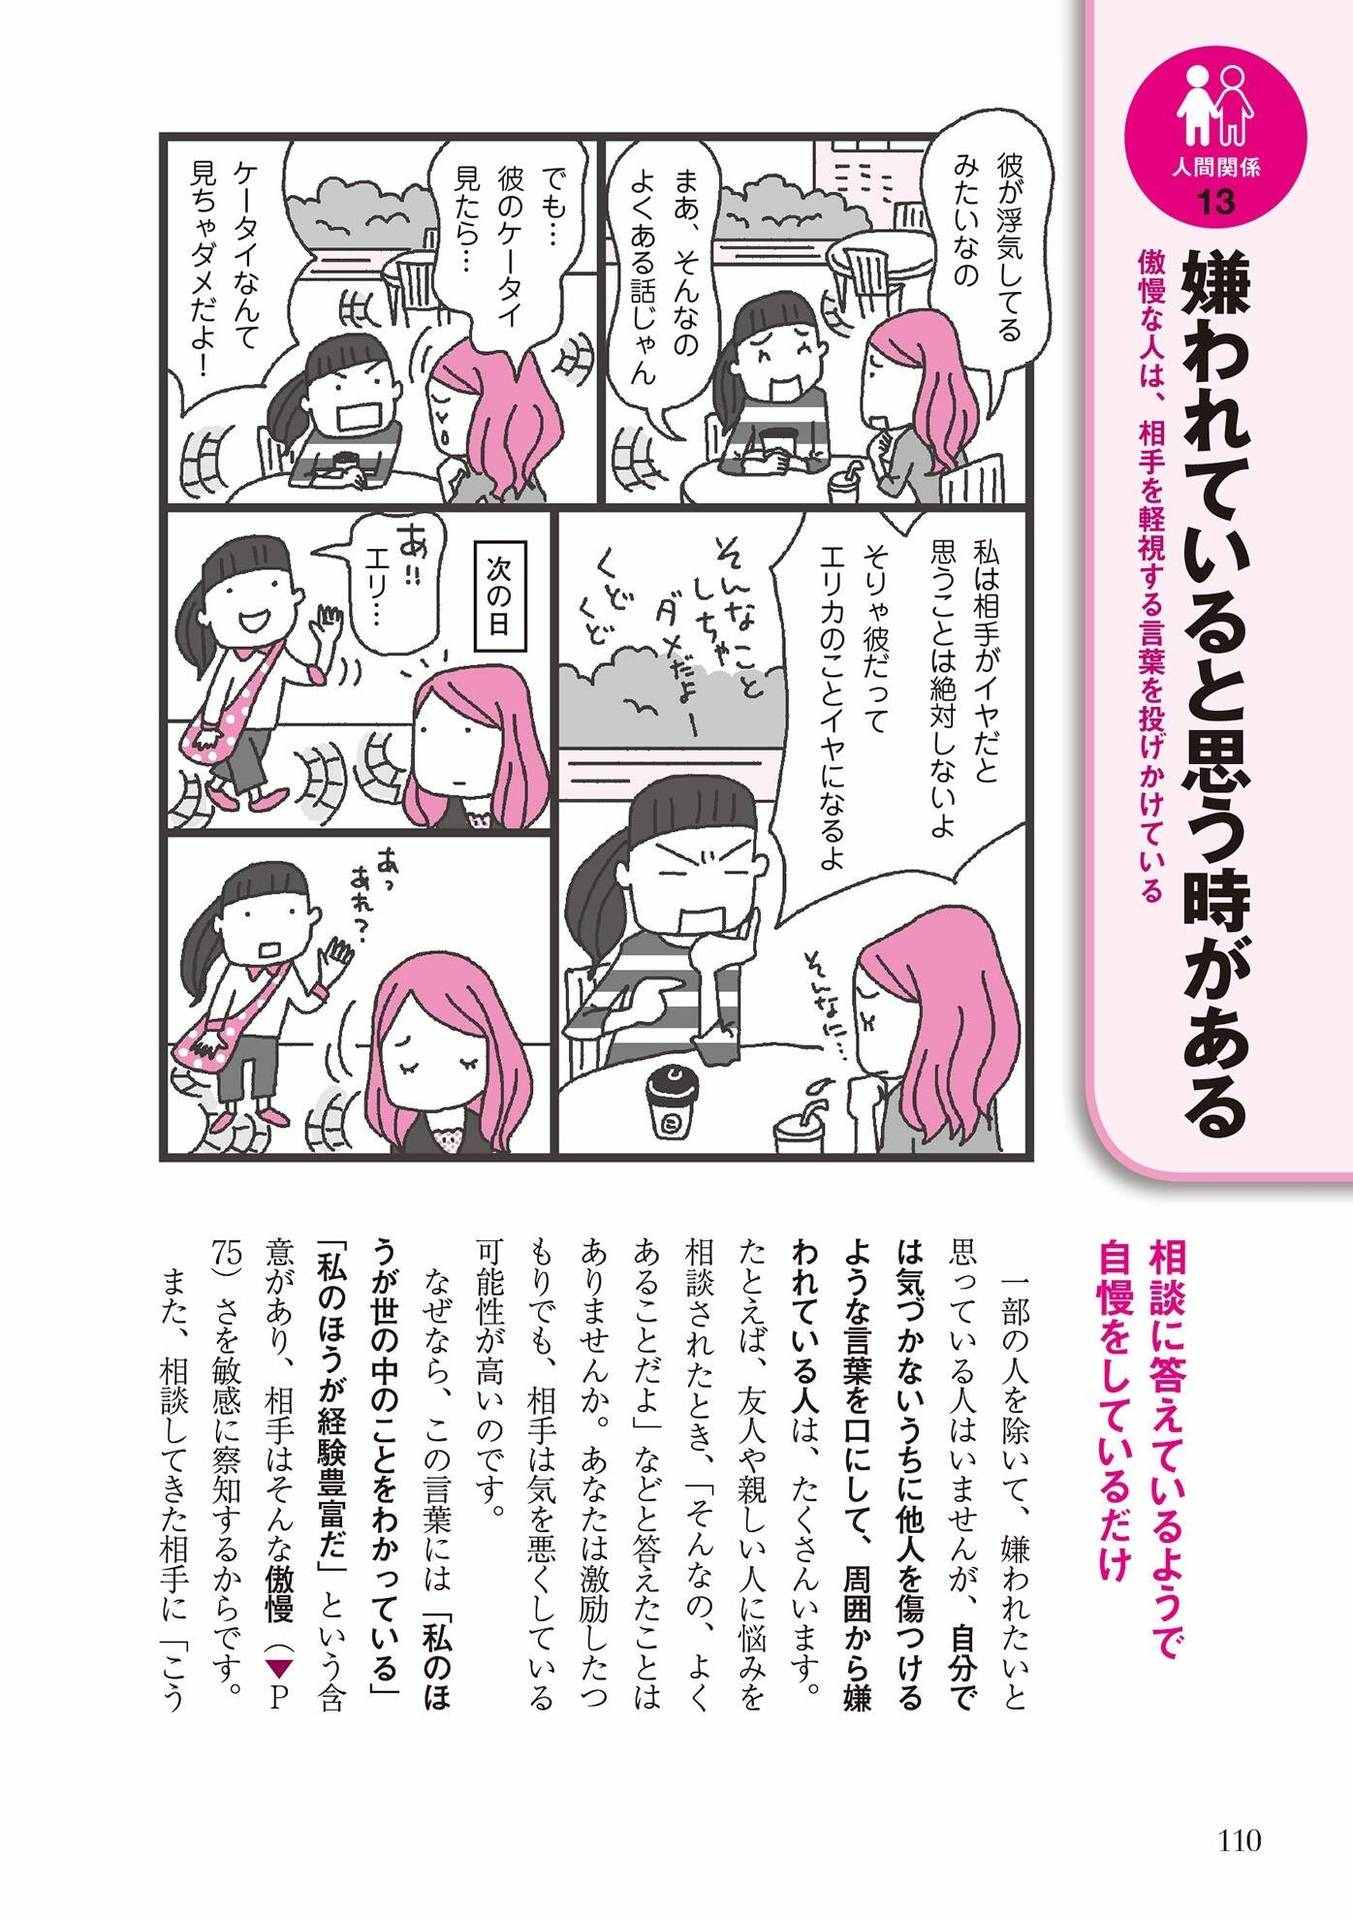 人間関係
13
嫌われていると思う時がある
傲慢な人は、相手を軽視する言葉を投げかけている
彼が浮気してる
みたいなの
まあ、そんなの
よくある話じゃん
でも…
彼のケータイ
見たら…
ケータイなんて
見ちゃダメだよ！
私は相手がイヤだと
思うことは絶対しないよ
そりゃ彼だって
エリカのことイヤになるよ
そんなこと
しちゃ
ダメだよー
くど
くど
そんなに…
次の日
あ!!
エリ…
あっ
あれ？
相談に答えているようで
自慢をしているだけ
一部の人を除いて、嫌われたいと
思っている人はいませんが、自分で
は気づかないうちに他人を傷つける
ような言葉を口にして、周囲から嫌
われている人は、たくさんいます。
たとえば、友人や親しい人に悩みを
相談されたとき、「そんなの、よく
あることだよ」などと答えたことは
ありませんか。あなたは激励したつ
もりでも、相手は気を悪くしている
可能性が高いのです。
なぜなら、この言葉には「私のほ
うが世の中のことをわかっている」
「私のほうが経験豊富だ」という含
意があり、相手はそんな傲慢（▼P
75）さを敏感に察知するからです。
また、相談してきた相手に「こう
110